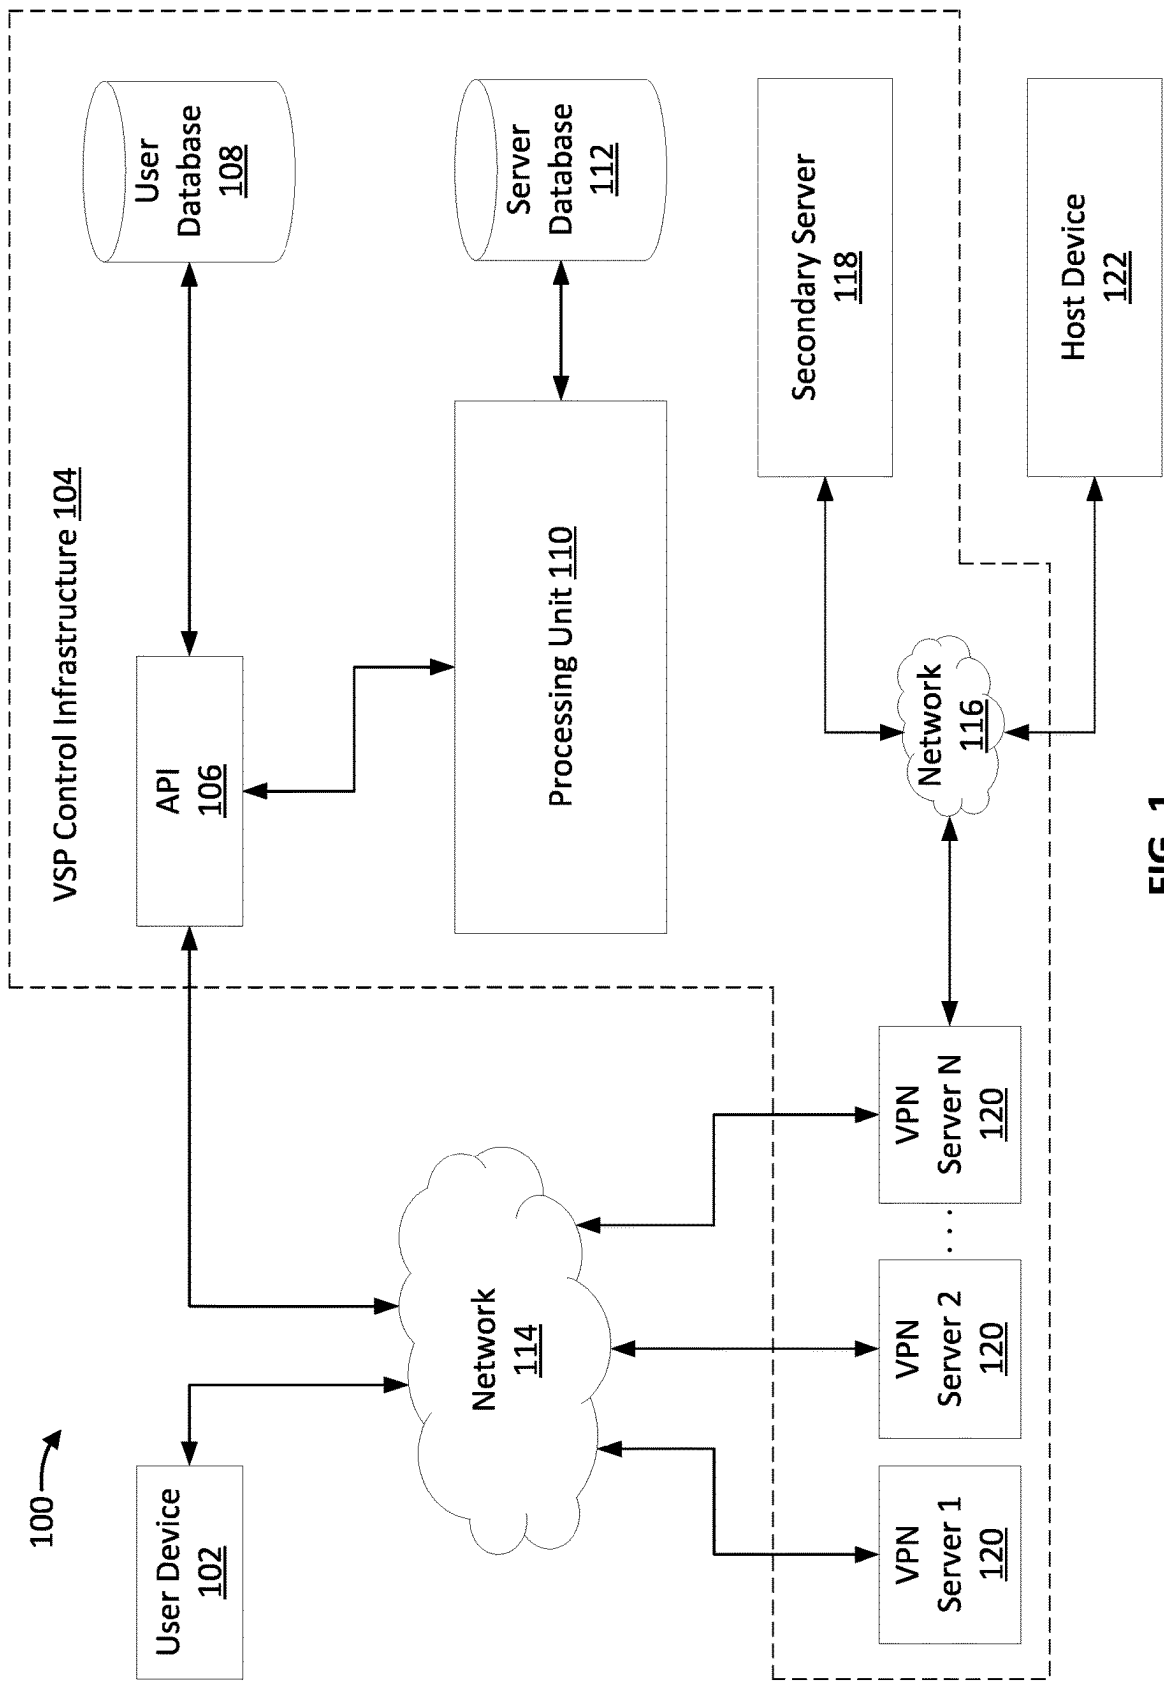 100
User Device
102
Network
114
VSP Control Infrastructure 104
API
106
User
Database
108
Processing Unit 110
Server
Database
112
VPN
Server 1
120
VPN
Server 2
120
. . . .
VPN
Server N
120
Network
116
Secondary Server
118
Host Device
122
FIG. 1